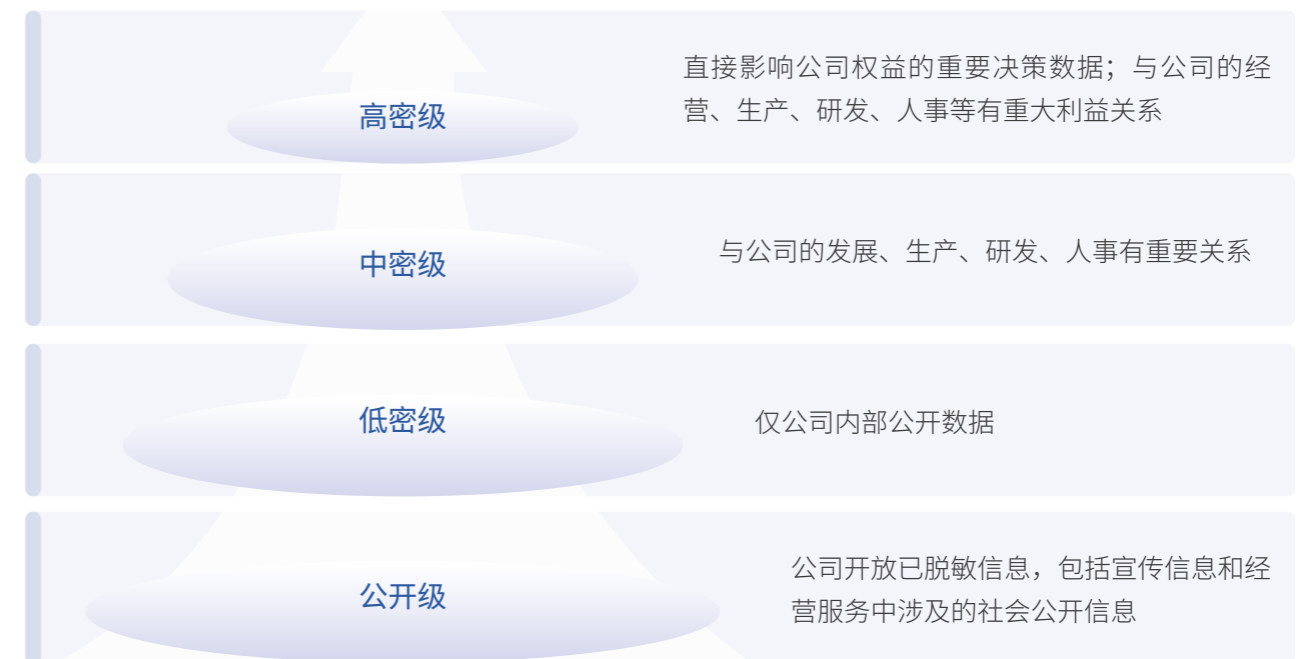 高密级
直接影响公司权益的重要决策数据；与公司的经
营、生产、研发、人事等有重大利益关系
中密级
与公司的发展、生产、研发、人事有重要关系
低密级
仅公司内部公开数据
公开级
公司开放已脱敏信息，包括宣传信息和经
营服务中涉及的社会公开信息